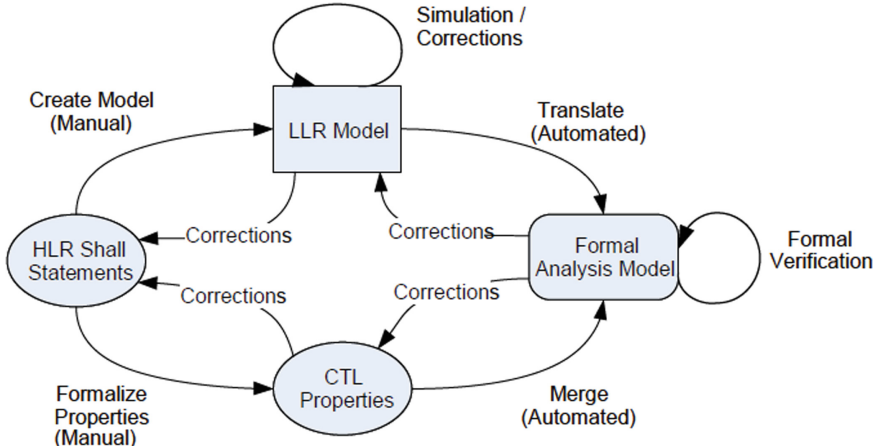 Simulation /
Corrections
Create Model
(Manual)
LLR Model
Translate
(Automated)
Corrections
Corrections
HLR Shall
Statements
Formal
Analysis Model
Formal
Verification
Corrections
Corrections
CTL
Properties
Formalize
Properties
(Manual)
Merge
(Automated)